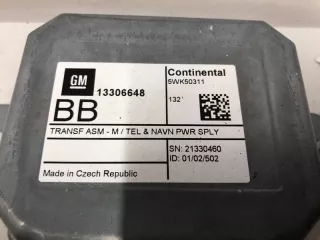 GM 13306648
BB
Continental
5WK50311
132'
TRANSF ASM - M / TEL & NAVN PWR SPLY
SN: 21330460
ID: 01/02/502
Made in Czech Republic